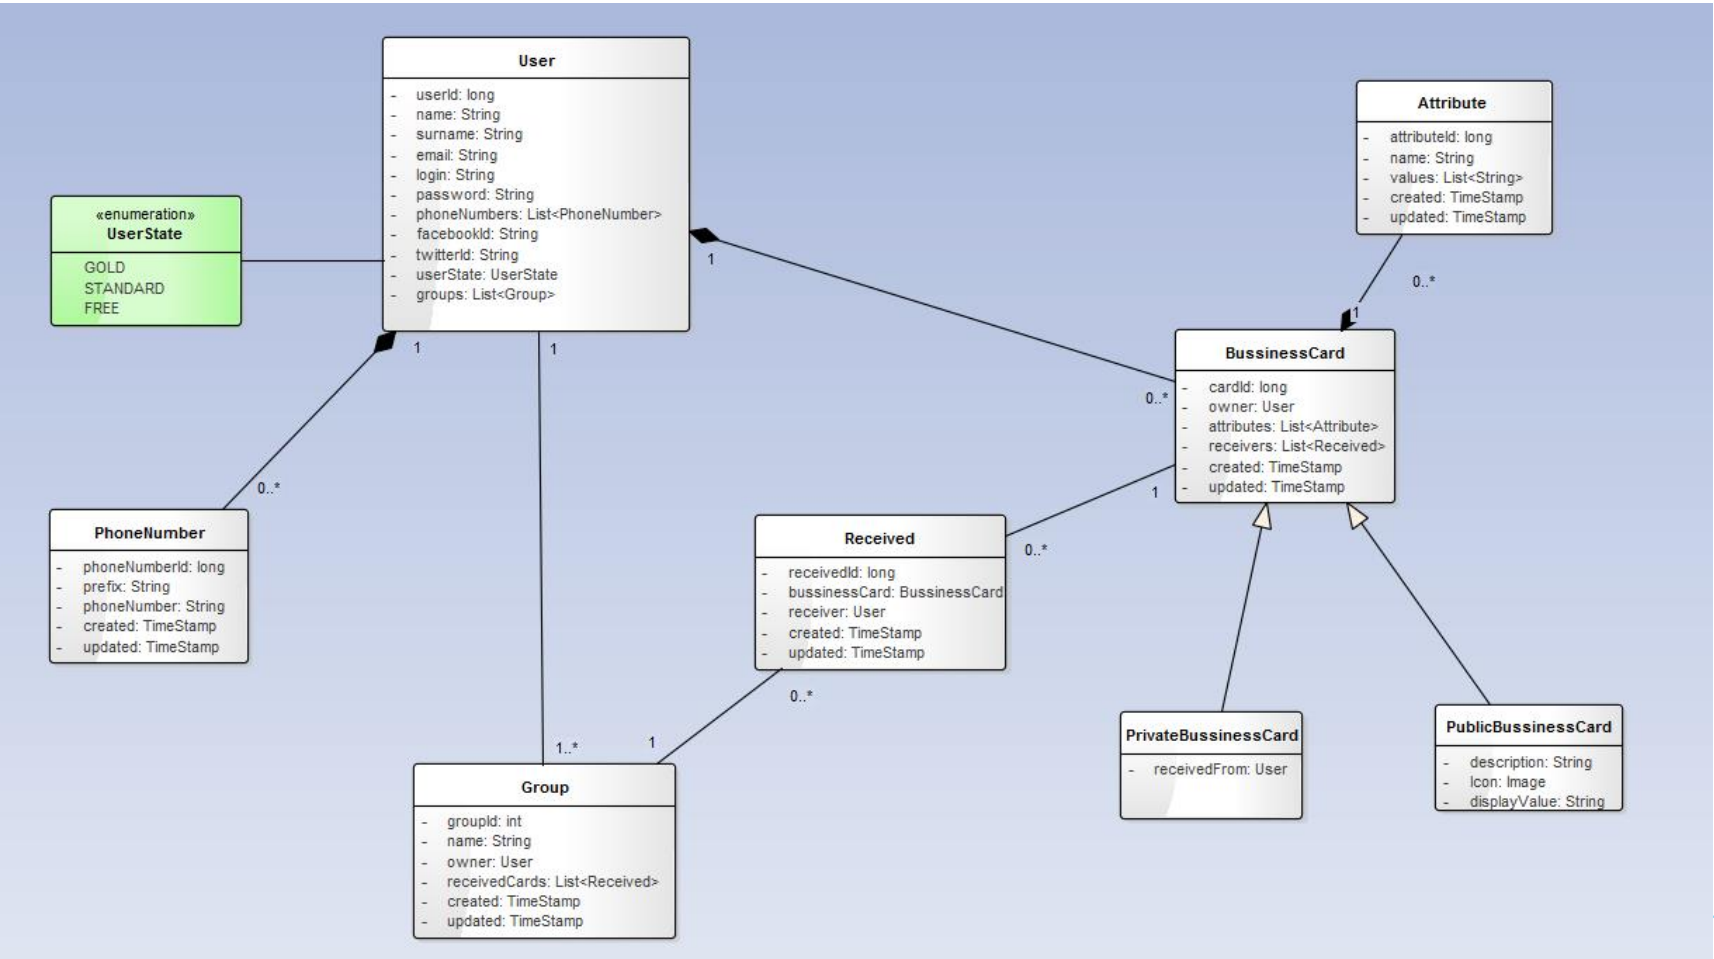 User
- userId: long
- name: String
- surname: String
- email: String
- login: String
- password: String
- phoneNumbers: List<PhoneNumber>
- facebookId: String
- twitterId: String
- userState: UserState
- groups: List<Group>
Attribute
- attributeId: long
- name: String
- values: List<String>
- created: TimeStamp
- updated: TimeStamp
«enumeration»
UserState
GOLD
STANDARD
FREE
1
0..*
1
1
1
0..*
BussinessCard
- cardId: long
- owner: User
- attributes: List<Attribute>
- receivers: List<Received>
- created: TimeStamp
- updated: TimeStamp
0..*
1
0..*
PhoneNumber
- phoneNumberId: long
- prefix: String
- phoneNumber: String
- created: TimeStamp
- updated: TimeStamp
Received
- receivedId: long
- bussinessCard: BussinessCard
- receiver: User
- created: TimeStamp
- updated: TimeStamp
0..*
1..*
1
PrivateBussinessCard
- receivedFrom: User
PublicBussinessCard
- description: String
- Icon: Image
- displayValue: String
Group
- groupId: int
- name: String
- owner: User
- receivedCards: List<Received>
- created: TimeStamp
- updated: TimeStamp